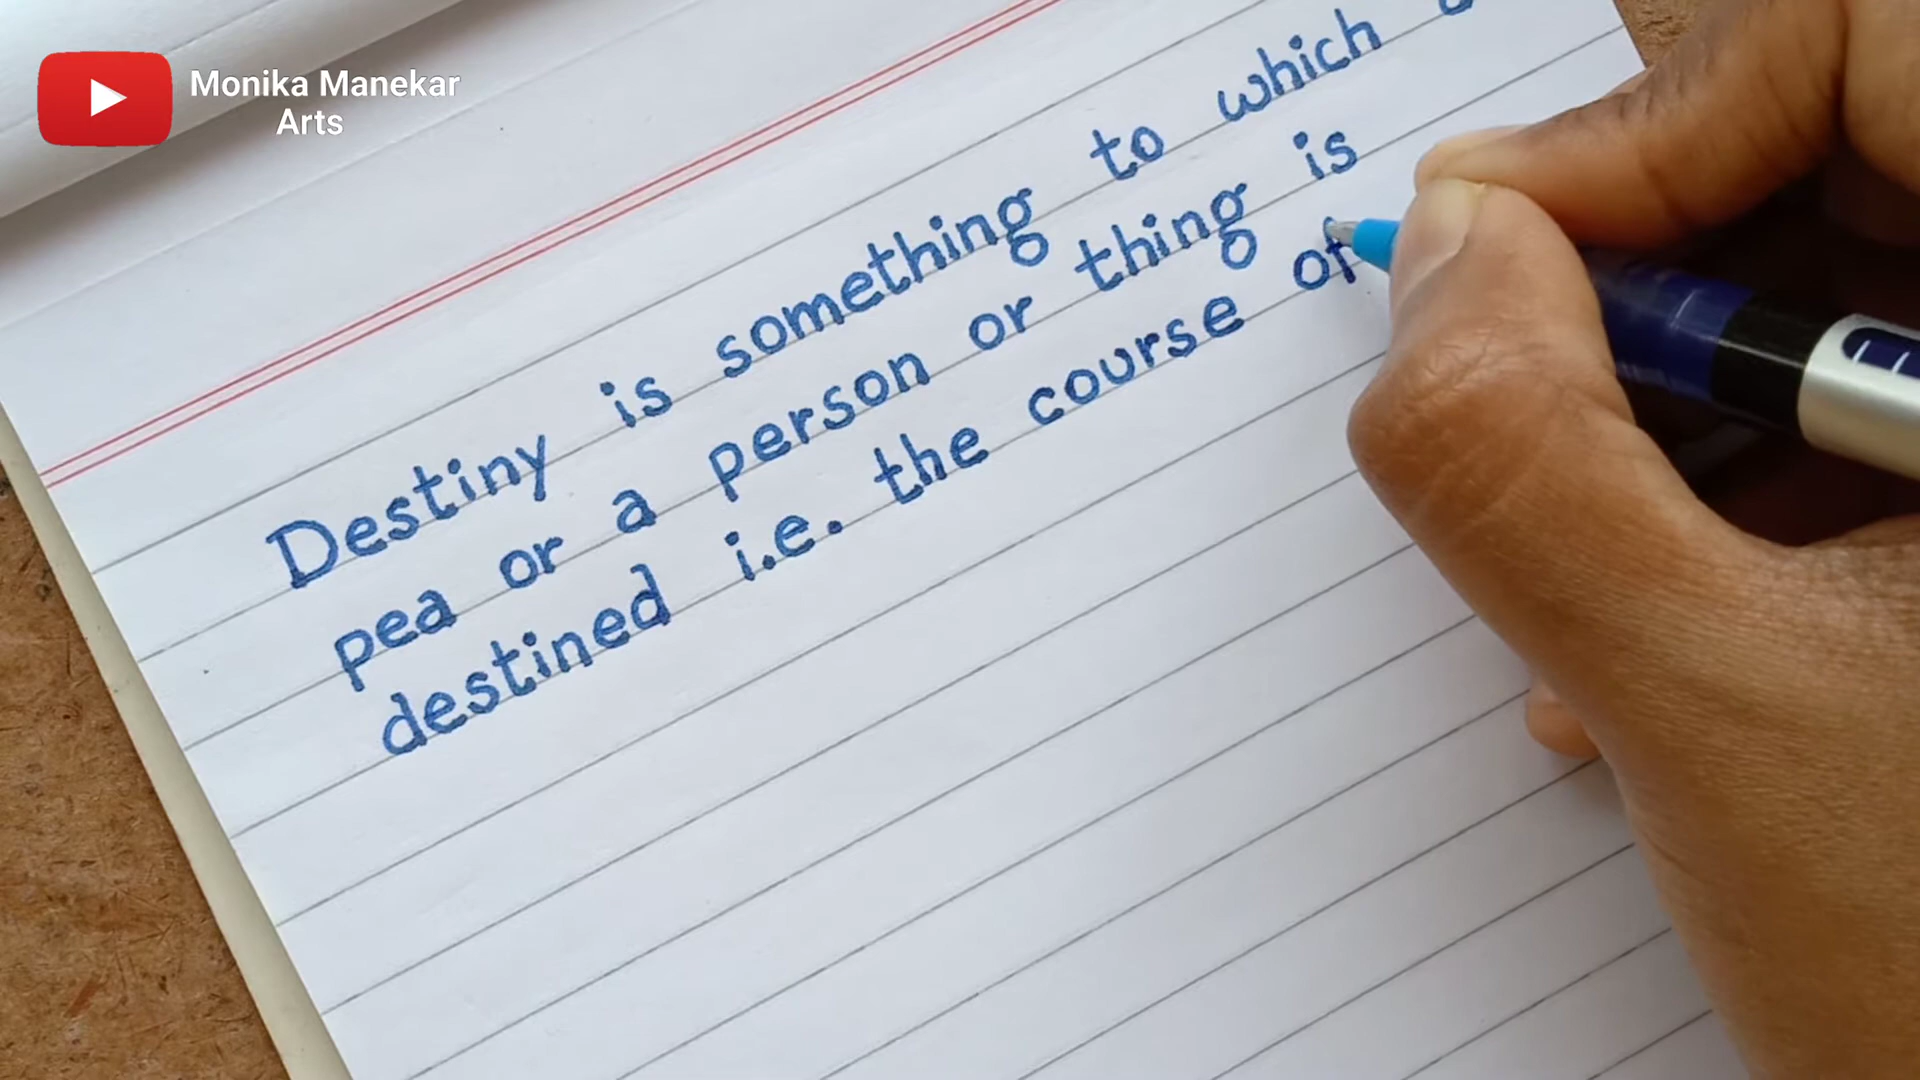 Monika Manekar
Arts
Destiny is something to which
pea or a person or thing is
destined i.e. the course of